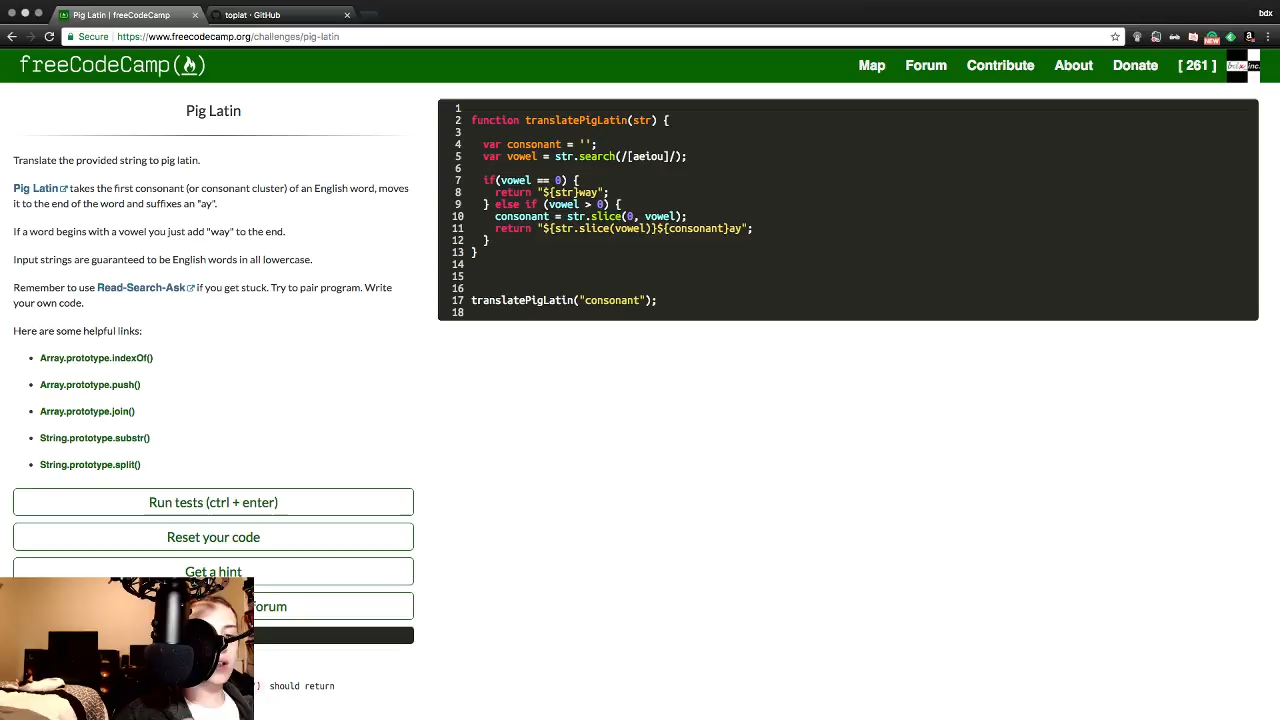 Pig Latin | freeCodeCamp
toplat · GitHub
bdx
Secure
https://www.freecodecamp.org/challenges/pig-latin
NEW
freeCodeCamp
Map
Forum
Contribute
About
Donate
[ 261 ]
inc.
Pig Latin
Translate the provided string to pig latin.
Pig Latin takes the first consonant (or consonant cluster) of an English word, moves
it to the end of the word and suffixes an "ay".
If a word begins with a vowel you just add "way" to the end.
Input strings are guaranteed to be English words in all lowercase.
Remember to use Read-Search-Ask if you get stuck. Try to pair program. Write
your own code.
Here are some helpful links:
Array.prototype.indexOf()
Array.prototype.push()
Array.prototype.join()
String.prototype.substr()
String.prototype.split()
Run tests (ctrl + enter)
Reset your code
Get a hint
forum
') should return
1
2 function translatePigLatin(str) {
3
4 var consonant = '';
5 var vowel = str.search(/[aeiou]/);
6
7 if(vowel == 0) {
8 return "${str}way";
9 } else if (vowel > 0) {
10 consonant = str.slice(0, vowel);
11 return "${str.slice(vowel)}${consonant}ay";
12 }
13 }
14
15
16
17 translatePigLatin("consonant");
18